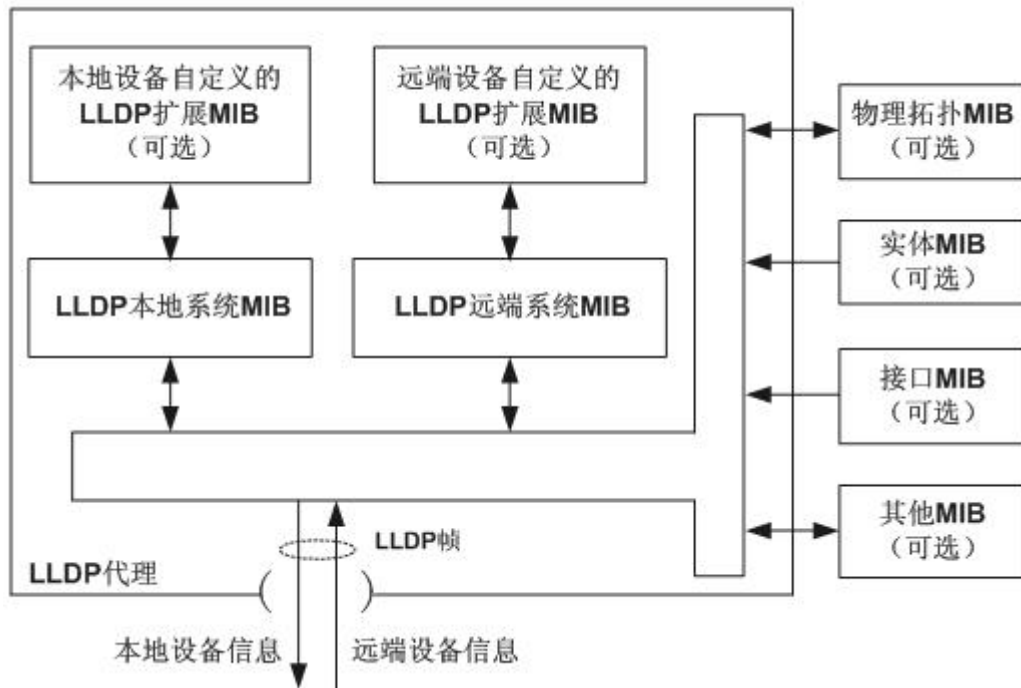 本地设备自定义的
LLDP扩展MIB
（可选）
远端设备自定义的
LLDP扩展MIB
（可选）
物理拓扑MIB
（可选）
实体MIB
（可选）
LLDP本地系统MIB
LLDP远端系统MIB
接口MIB
（可选）
其他MIB
（可选）
LLDP帧
LLDP代理
本地设备信息
远端设备信息